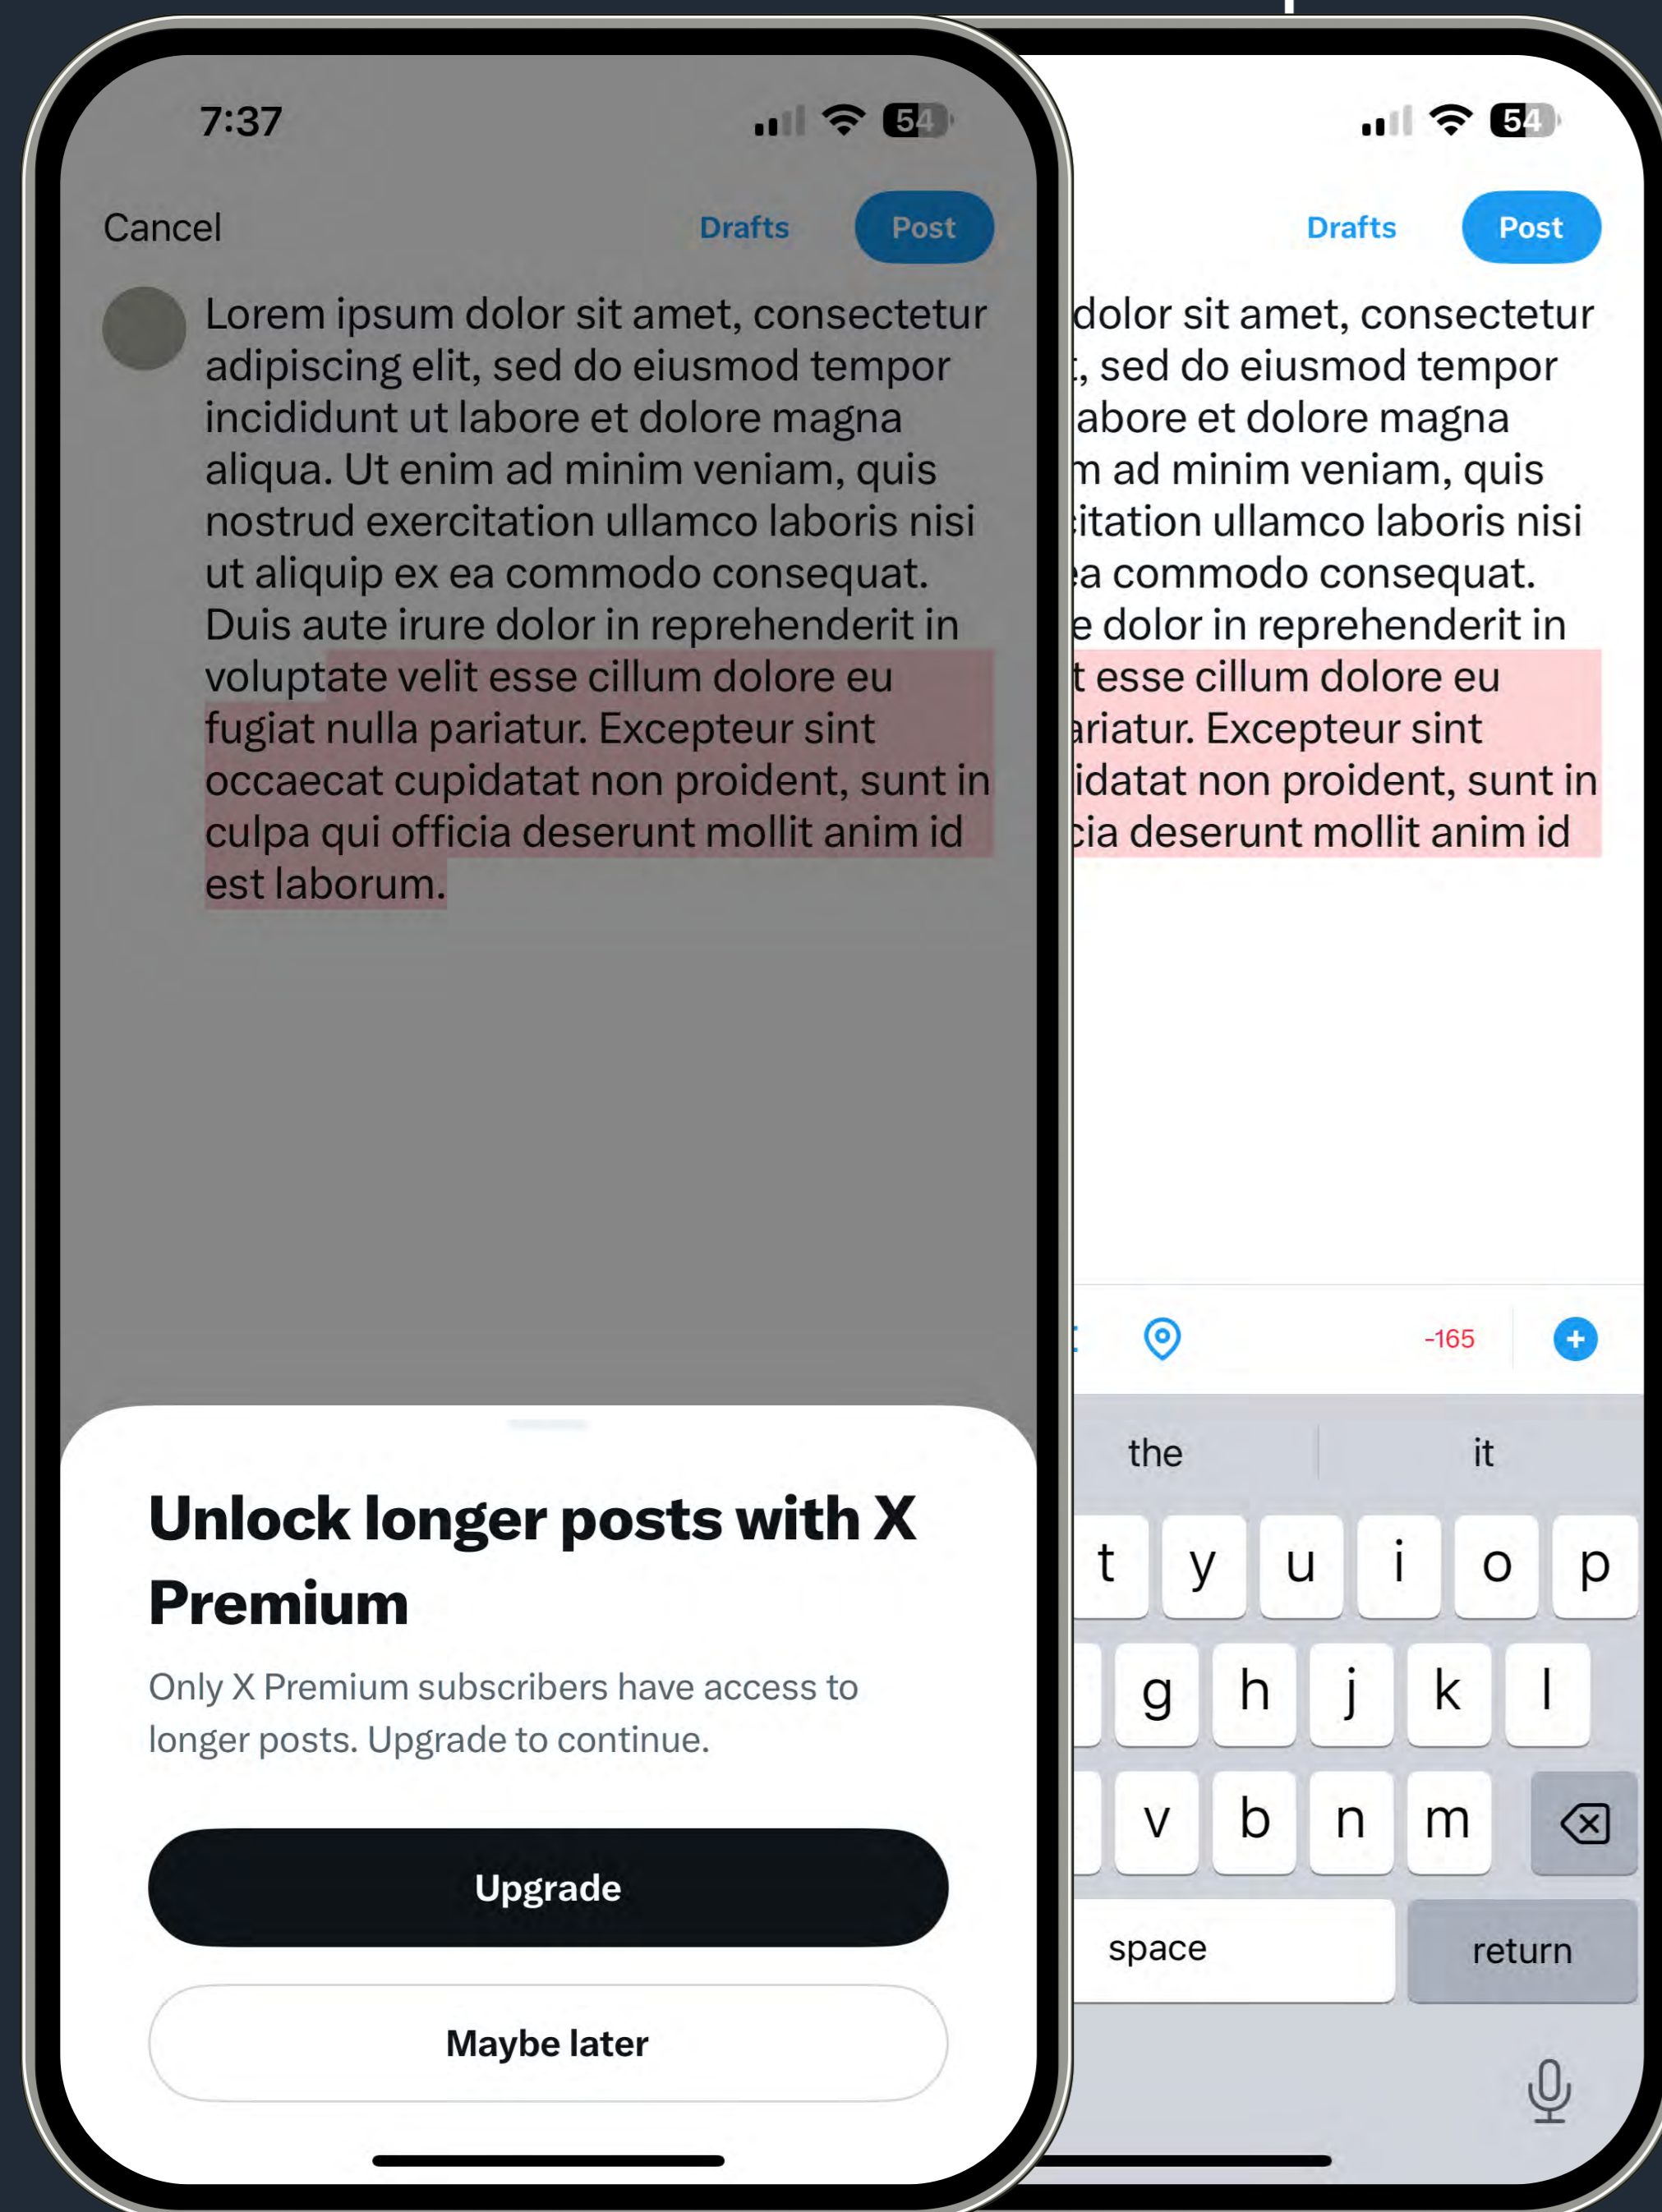 7:37
54
Cancel
Drafts
Post
Lorem ipsum dolor sit amet, consectetur
adipiscing elit, sed do eiusmod tempor
incididunt ut labore et dolore magna
aliqua. Ut enim ad minim veniam, quis
nostrud exercitation ullamco laboris nisi
ut aliquip ex ea commodo consequat.
Duis aute irure dolor in reprehenderit in
voluptate velit esse cillum dolore eu
fugiat nulla pariatur. Excepteur sint
occaecat cupidatat non proident, sunt in
culpa qui officia deserunt mollit anim id
est laborum.
Unlock longer posts with X
Premium
Only X Premium subscribers have access to
longer posts. Upgrade to continue.
Upgrade
Maybe later
54
Drafts
Post
dolor sit amet, consectetur
, sed do eiusmod tempor
abore et dolore magna
m ad minim veniam, quis
itation ullamco laboris nisi
ea commodo consequat.
e dolor in reprehenderit in
t esse cillum dolore eu
ariatur. Excepteur sint
idatat non proident, sunt in
cia deserunt mollit anim id
-165
the
it
t y u i o p
g h j k l
v b n m
space
return